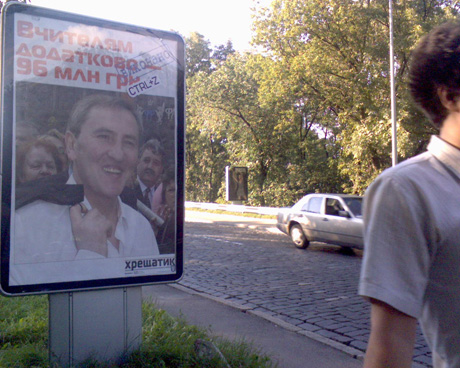 Вчителям
додатково
96 млн грн
CTRL+Z
хрещатик